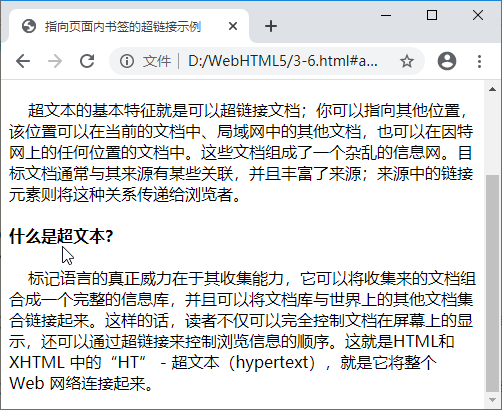 指向页面内书签的超链接示例
文件 | D:/WebHTML5/3-6.html#a...
超文本的基本特征就是可以超链接文档；你可以指向其他位置，
该位置可以在当前的文档中、局域网中的其他文档，也可以在因特
网上的任何位置的文档中。这些文档组成了一个杂乱的信息网。目
标文档通常与其来源有某些关联，并且丰富了来源；来源中的链接
元素则将这种关系传递给浏览者。
什么是超文本?
标记语言的真正威力在于其收集能力，它可以将收集来的文档组
合成一个完整的信息库，并且可以将文档库与世界上的其他文档集
合链接起来。这样的话，读者不仅可以完全控制文档在屏幕上的显
示，还可以通过超链接来控制浏览信息的顺序。这就是HTML和
XHTML 中的“HT” - 超文本（hypertext），就是它将整个
Web 网络连接起来。